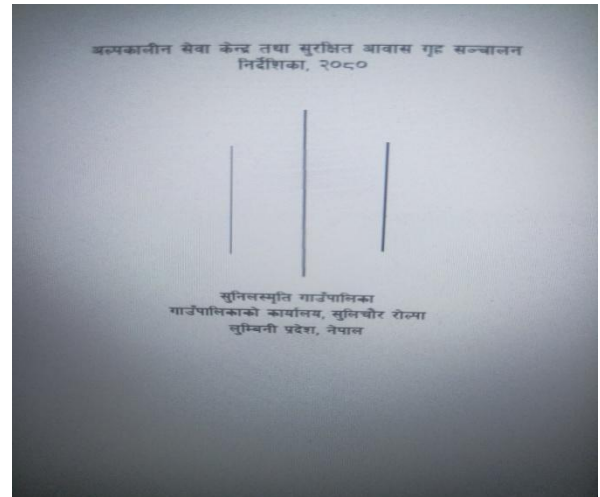 अल्पकालीन सेवा केन्द्र तथा सुरक्षित आवास गृह सञ्चालन
निर्देशिका, २०८०
सुनिलस्मृति गाउँपालिका
गाउँपालिकाको कार्यालय, सुलिचौर रोल्पा
लुम्बिनी प्रदेश, नेपाल